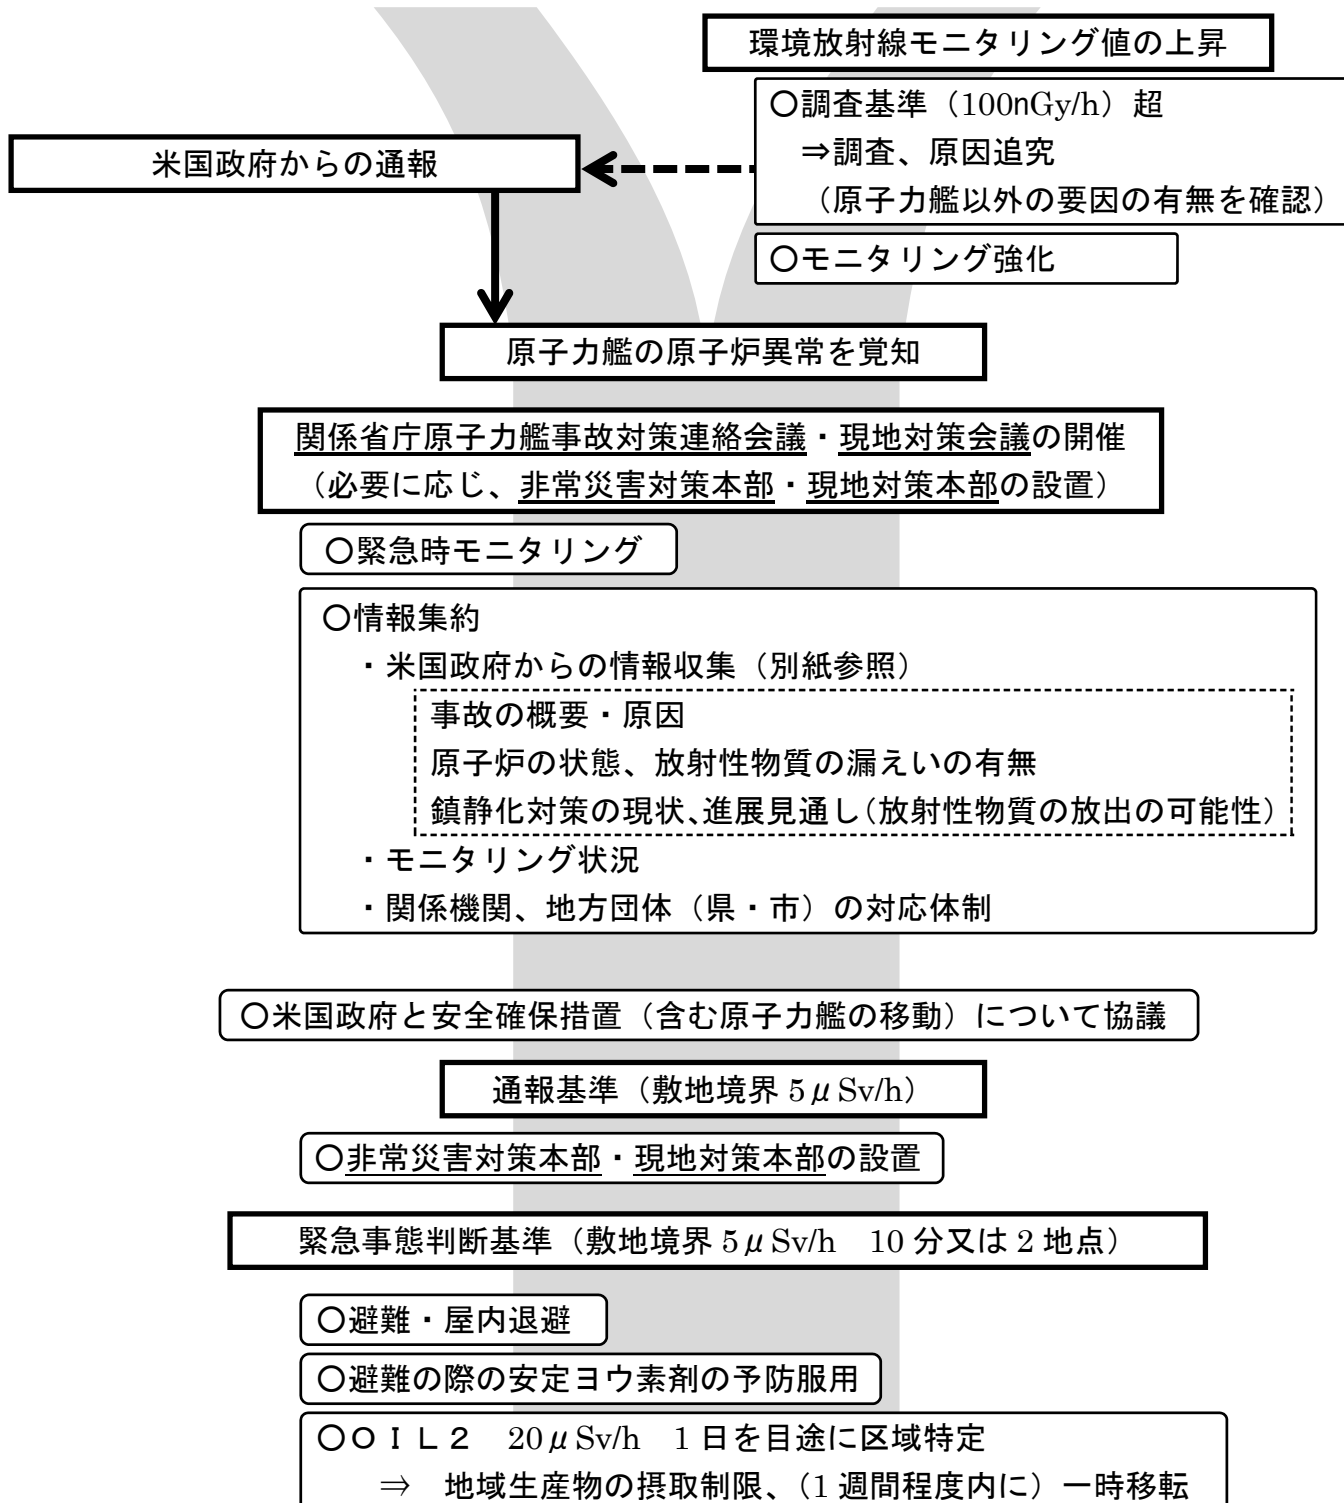 環境放射線モニタリング値の上昇
〇調査基準（100nGy/h）超
⇒調査、原因追究
（原子力艦以外の要因の有無を確認）
米国政府からの通報
〇モニタリング強化
原子力艦の原子炉異常を覚知
関係省庁原子力艦事故対策連絡会議・現地対策会議の開催
（必要に応じ、非常災害対策本部・現地対策本部の設置）
〇緊急時モニタリング
〇情報集約
・米国政府からの情報収集（別紙参照）
事故の概要・原因
原子炉の状態、放射性物質の漏えいの有無
鎮静化対策の現状、進展見通し（放射性物質の放出の可能性）
・モニタリング状況
・関係機関、地方団体（県・市）の対応体制
〇米国政府と安全確保措置（含む原子力艦の移動）について協議
通報基準（敷地境界 5μSv/h）
〇非常災害対策本部・現地対策本部の設置
緊急事態判断基準（敷地境界 5μSv/h　10 分又は 2 地点）
〇避難・屋内退避
〇避難の際の安定ヨウ素剤の予防服用
〇ＯＩＬ２　20μSv/h　1 日を目途に区域特定
⇒　地域生産物の摂取制限、（1 週間程度内に）一時移転